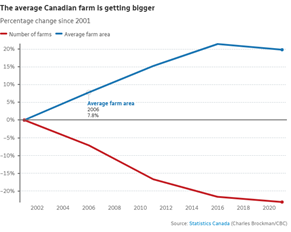 The average Canadian farm is getting bigger
Percentage change since 2001
Number of farms Average farm area
20%
15%
10%
Average farm area
2006
7.8%
5%
0%
-5%
-10%
-15%
-20%
2002 2004 2006 2008 2010 2012 2014 2016 2018 2020
Source: Statistics Canada (Charles Brockman/CBC)